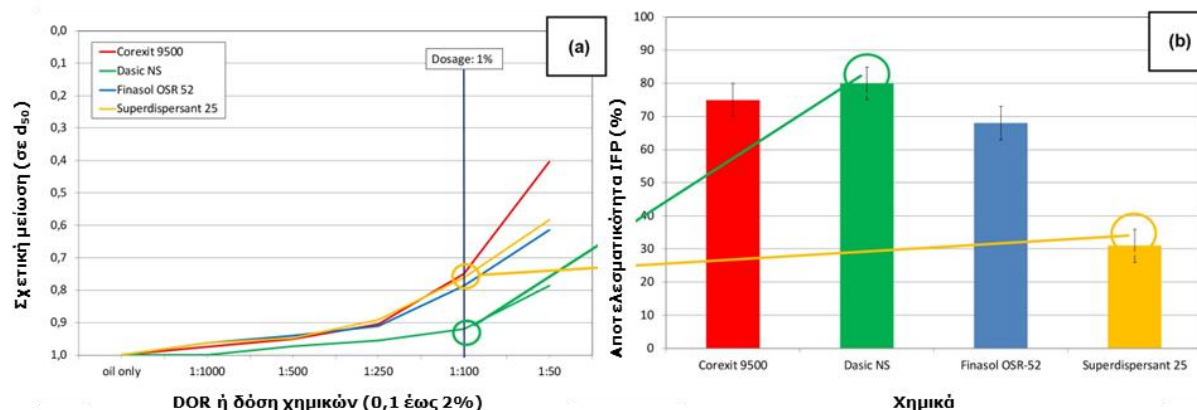 (a)
Corexit 9500
Dasic NS
Finasol OSR 52
Superdispersant 25
Dosage: 1%
Σχετική μείωση (σε d₅₀)
0,0
0,1
0,2
0,3
0,4
0,5
0,6
0,7
0,8
0,9
1,0
oil only
1:1000
1:500
1:250
1:100
1:50
DOR ή δόση χημικών (0,1 έως 2%)
(b)
Αποτελεσματικότητα IFP (%)
100
90
80
70
60
50
40
30
20
10
0
Corexit 9500
Dasic NS
Finasol OSR-52
Superdispersant 25
Χημικά